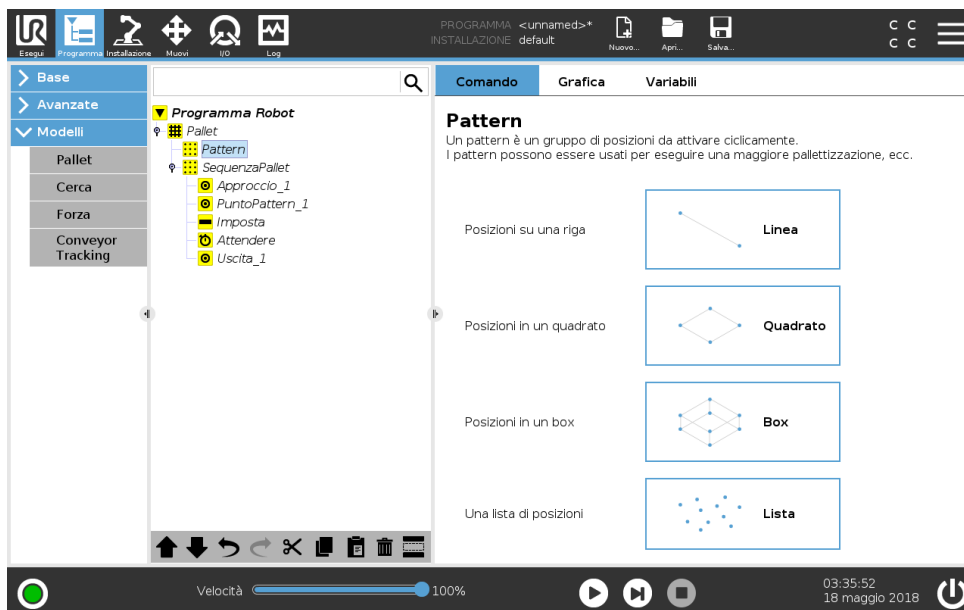 UR
Esegui
Programma
Installazione
Muovi
I/O
Log
PROGRAMMA <unnamed>*
INSTALLAZIONE default
Nuovo...
Apri...
Salva...
C C
C C
Base
Avanzate
Modelli
Pallet
Cerca
Forza
Conveyor
Tracking
Programma Robot
Pallet
Pattern
SequenzaPallet
Approccio_1
PuntoPattern_1
Imposta
Attendere
Uscita_1
Comando
Grafica
Variabili
Pattern
Un pattern è un gruppo di posizioni da attivare ciclicamente.
I pattern possono essere usati per eseguire una maggiore pallettizzazione, ecc.
Posizioni su una riga
Linea
Posizioni in un quadrato
Quadrato
Posizioni in un box
Box
Una lista di posizioni
Lista
Velocità
100%
03:35:52
18 maggio 2018